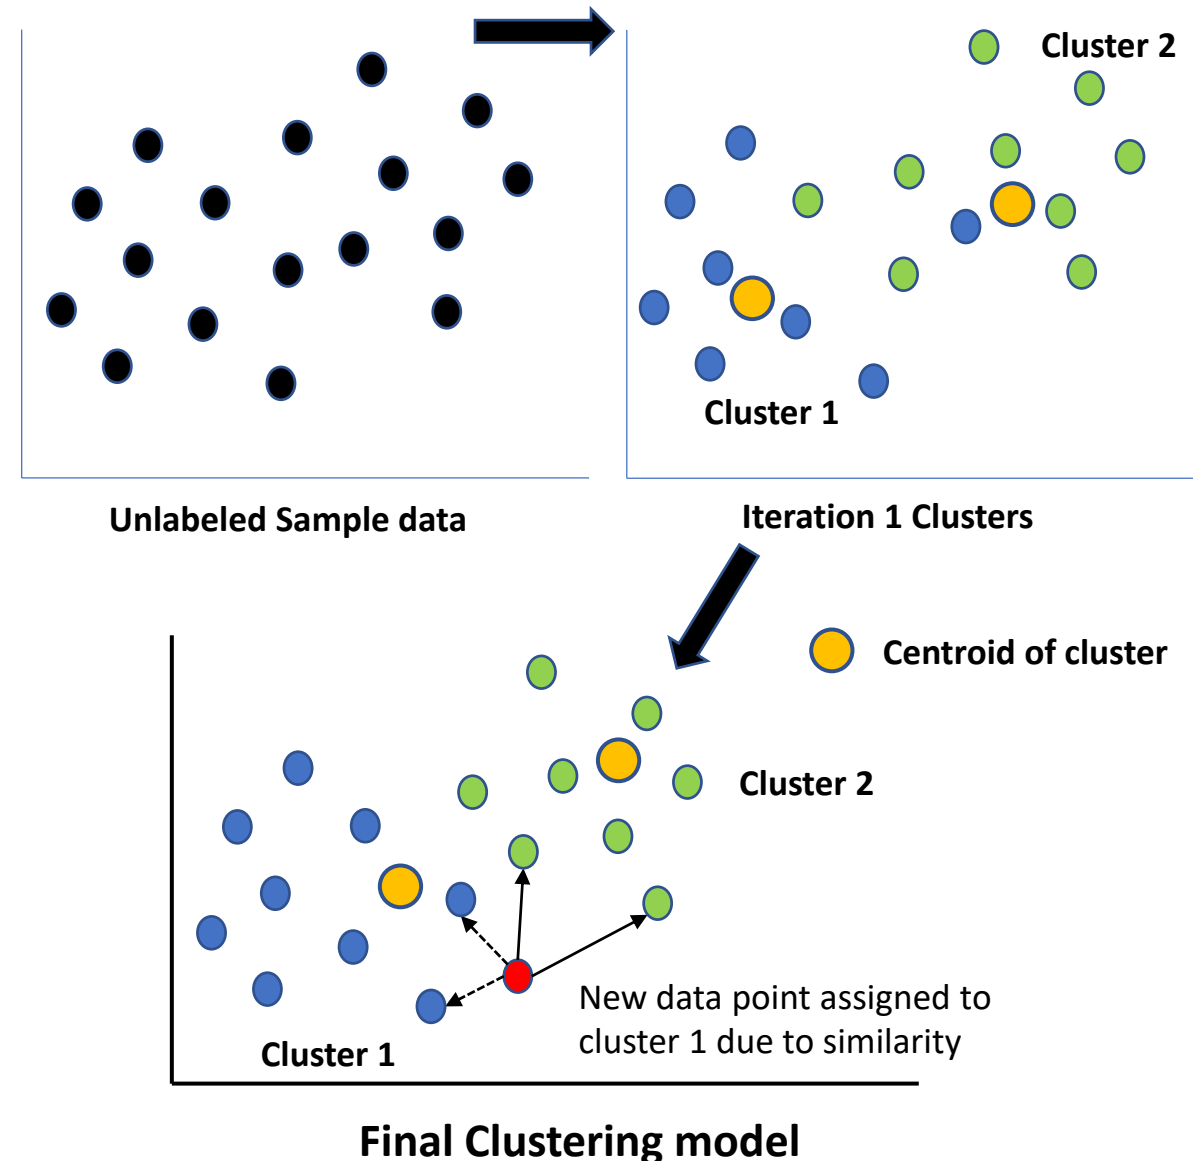 Cluster 2
Cluster 1
Unlabeled Sample data
Iteration 1 Clusters
Centroid of cluster
Cluster 2
New data point assigned to
cluster 1 due to similarity
Cluster 1
Final Clustering model